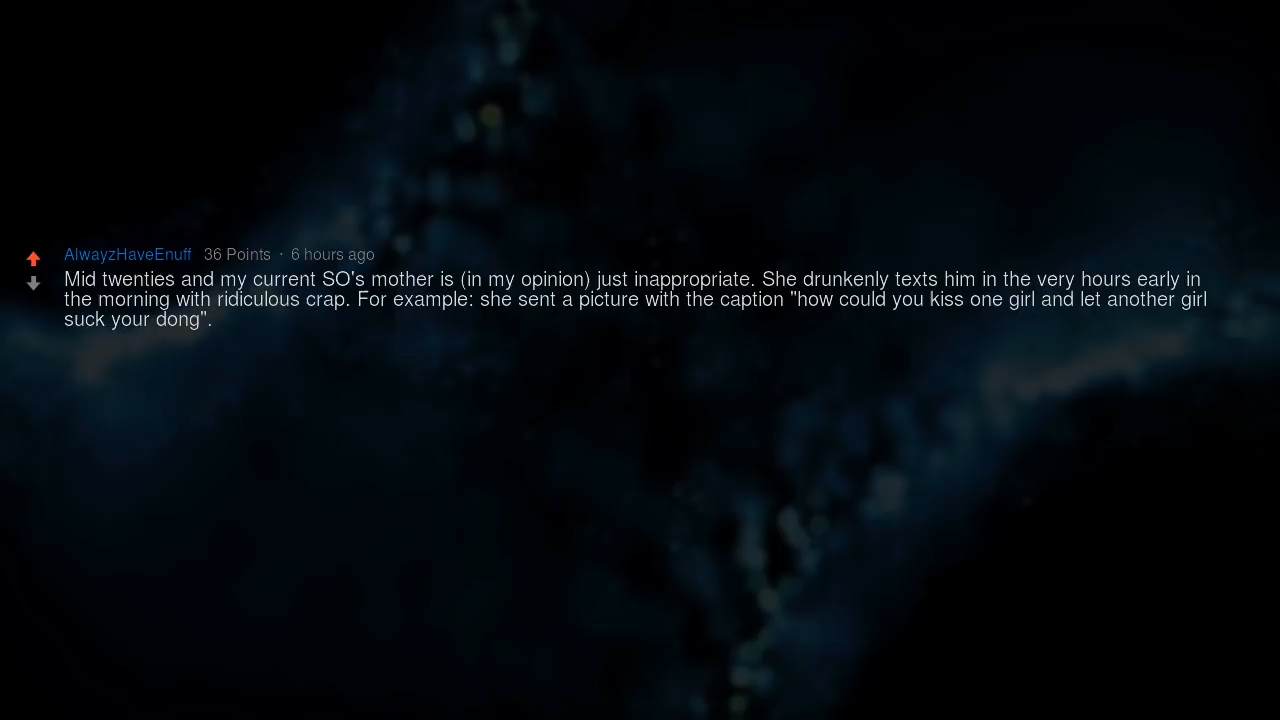 AlwayzHaveEnuff 36 Points · 6 hours ago
Mid twenties and my current SO's mother is (in my opinion) just inappropriate. She drunkenly texts him in the very hours early in
the morning with ridiculous crap. For example: she sent a picture with the caption "how could you kiss one girl and let another girl
suck your dong".